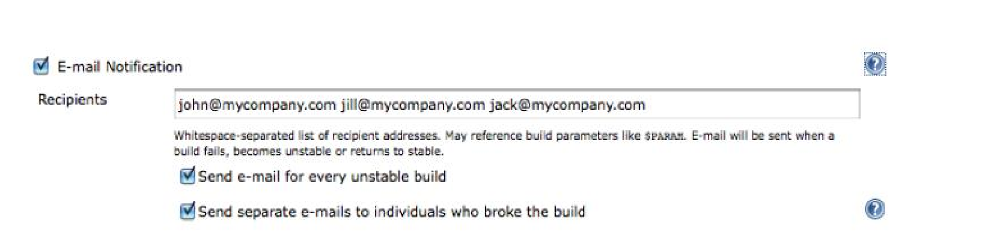 E-mail Notification
Recipients
john@mycompany.com jill@mycompany.com jack@mycompany.com
Whitespace-separated list of recipient addresses. May reference build parameters like $PARAM. E-mail will be sent when a
build fails, becomes unstable or returns to stable.
Send e-mail for every unstable build
Send separate e-mails to individuals who broke the build